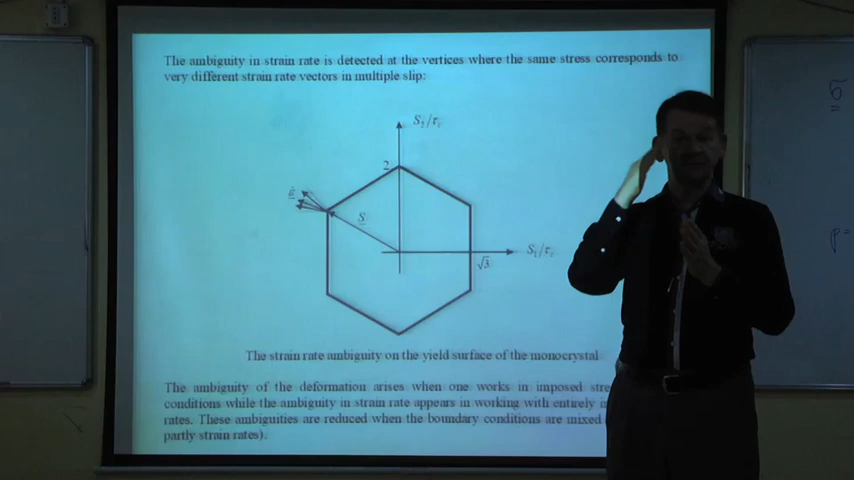 The ambiguity in strain rate is detected at the vertices where the same stress corresponds to
very different strain rate vectors in multiple slip:
S₂/τc
2
ε̇
S
S₁/τc
√3
The strain rate ambiguity on the yield surface of the monocrystal
The ambiguity of the deformation arises when one works in imposed
conditions while the ambiguity in strain rate appears in working with entirely
rates. These ambiguities are reduced when the boundary conditions are mixed (
partly strain rates).
σ
p =